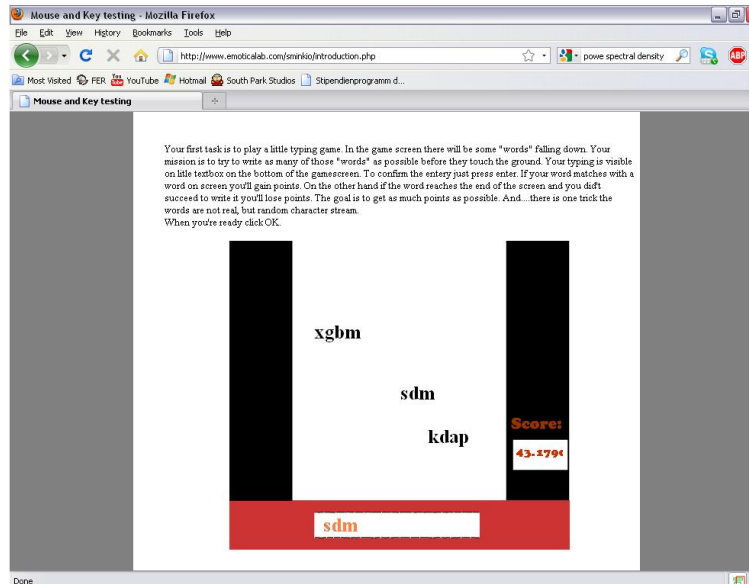 Mouse and Key testing - Mozilla Firefox
File Edit View History Bookmarks Tools Help
http://www.emoticalab.com/sminkio/introduction.php powe spectral density ABP
Most Visited FER YouTube Hotmail South Park Studios Stipendienprogramm d...
Mouse and Key testing
Your first task is to play a little typing game. In the game screen there will be some "words" falling down. Your
mission is to try to write as many of those "words" as possible before they touch the ground. Your typing is visible
on litle textbox on the bottom of the gamescreen. To confirm the entery just press enter. If your word matches with a
word on screen you'll gain points. On the other hand if the word reaches the end of the screen and you did't
succeed to write it you'll lose points. The goal is to get as much points as possible. And....there is one trick the
words are not real, but random character stream.
When you're ready click OK.
xgbm
sdm
kdap
Score:
43.179
sdm
Done